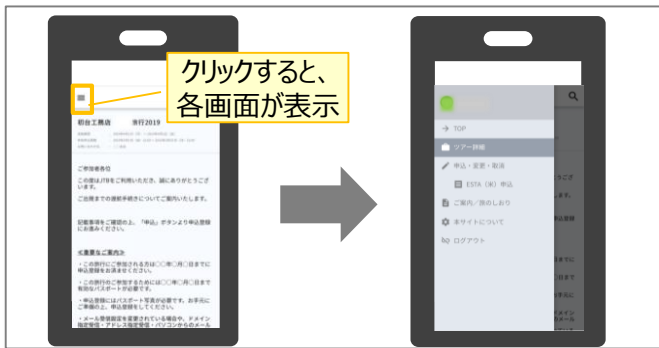 クリックすると、
各画面が表示
初台工務店 旅行2019
ご参加者各位
この度はJTBをご利用いただき、誠にありがとうござ
います。
ご出発までの渡航手続きについてご案内いたします。
記載事項をご確認の上、「申込」ボタンより申込登録
にお進みください。
<重要なご案内>
・この旅行にご参加される方は〇〇年〇月〇日までに
申込登録をお済ませください。
・この旅行のご参加するためには〇〇年〇月〇日まで
有効なパスポートが必要です。
・申込登録にはパスポート写真が必要です。お手元に
ご準備の上、申込登録をしてください。
・メール受信設定を変更されている場合や、ドメイン
指定受信・アドレス指定受信・パソコンからのメール
TOP
ツアー詳細
申込・変更・取消
ESTA（米）申込
ご案内／旅のしおり
本サイトについて
ログアウト